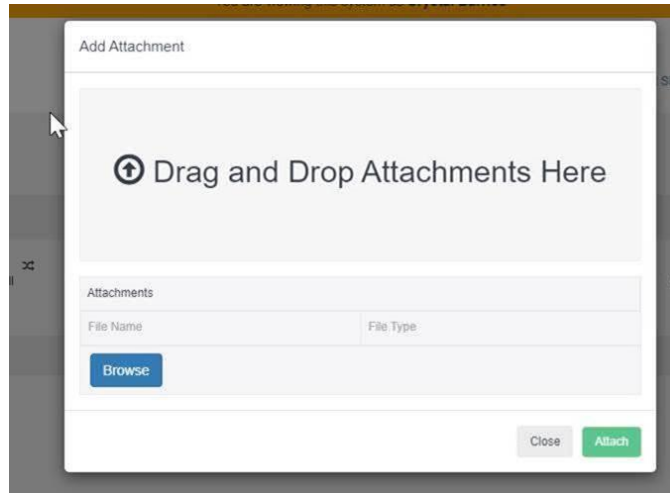 Add Attachment
Drag and Drop Attachments Here
Attachments
File Name File Type
Browse
Close Attach